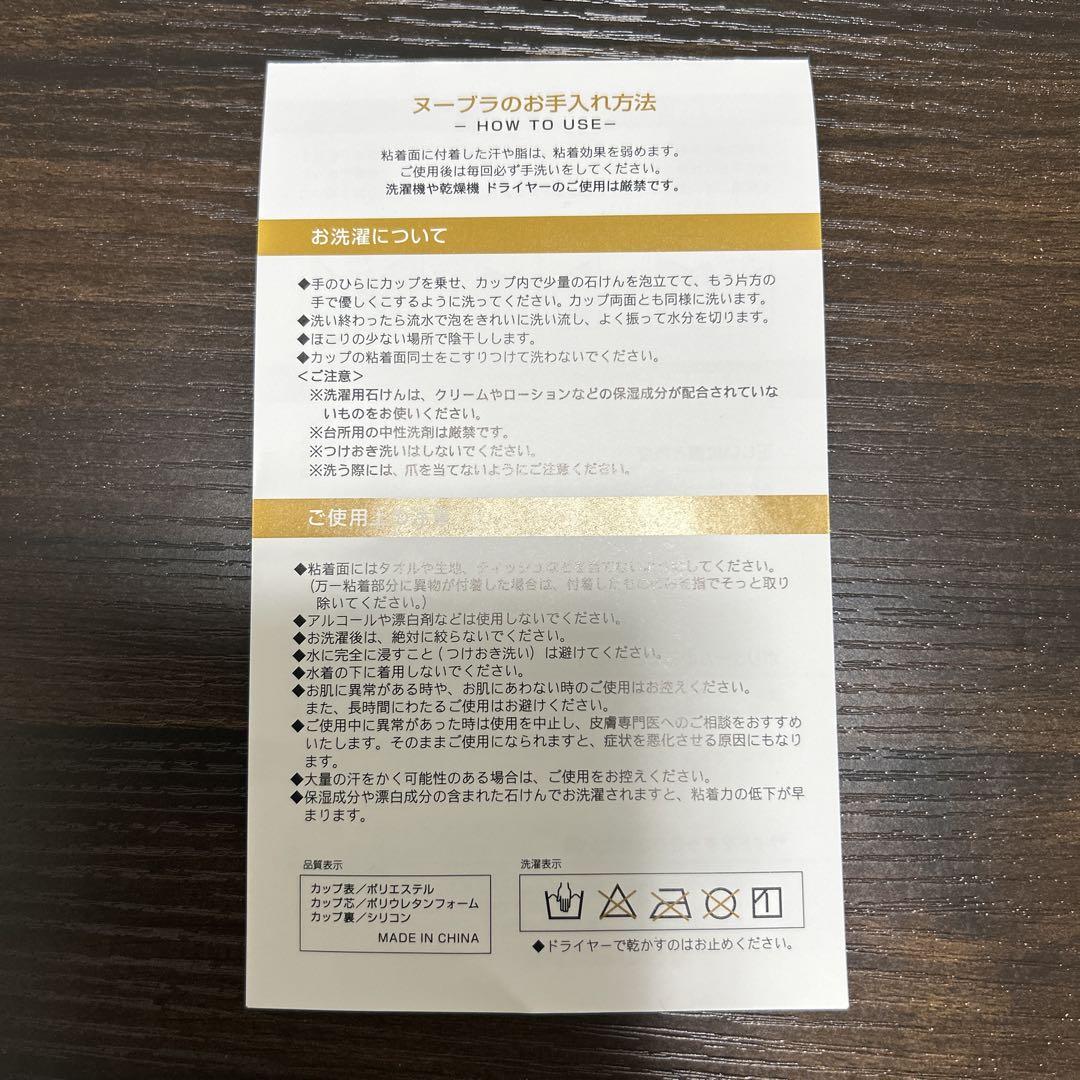 ヌーブラのお手入れ方法
− HOW TO USE−
粘着面に付着した汗や脂は、粘着効果を弱めます。
ご使用後は毎回必ず手洗いをしてください。
洗濯機や乾燥機 ドライヤーのご使用は厳禁です。
お洗濯について
◆手のひらにカップを乗せ、カップ内で少量の石けんを泡立てて、もう片方の
手で優しくこするように洗ってください。カップ両面とも同様に洗います。
◆洗い終わったら流水で泡をきれいに洗い流し、よく振って水分を切ります。
◆ほこりの少ない場所で陰干しします。
◆カップの粘着面同士をこすりつけて洗わないでください。
＜ご注意＞
※洗濯用石けんは、クリームやローションなどの保湿成分が配合されていな
いものをお使いください。
※台所用の中性洗剤は厳禁です。
※つけおき洗いはしないでください。
※洗う際には、爪を当てないようにご注意ください。
ご使用上の注意
◆粘着面にはタオルや生地、ティッシュなどを当てないようにしてください。
(万一粘着部分に異物が付着した場合は、付着したものを指でそっと取り
除いてください。)
◆アルコールや漂白剤などは使用しないでください。
◆お洗濯後は、絶対に絞らないでください。
◆水に完全に浸すこと(つけおき洗い)は避けてください。
◆水着の下に着用しないでください。
◆お肌に異常がある時や、お肌にあわない時のご使用はお控えください。
また、長時間にわたるご使用はお避けください。
◆ご使用中に異常があった時は使用を中止し、皮膚専門医へのご相談をおすすめ
いたします。そのままご使用になられますと、症状を悪化させる原因にもなり
ます。
◆大量の汗をかく可能性のある場合は、ご使用をお控えください。
◆保湿成分や漂白成分の含まれた石けんでお洗濯されますと、粘着力の低下が早
まります。
品質表示
カップ表／ポリエステル
カップ芯／ポリウレタンフォーム
カップ裏／シリコン
MADE IN CHINA
洗濯表示
◆ドライヤーで乾かすのはお止めください。